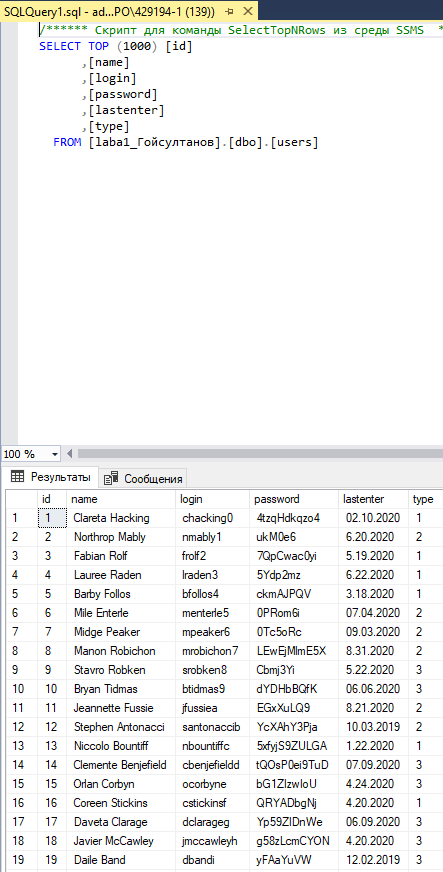 SQLQuery1.sql - ad...PO\429194-1 (139))
/****** Скрипт для команды SelectTopNRows из среды SSMS *
SELECT TOP (1000) [id]
,[name]
,[login]
,[password]
,[lastenter]
,[type]
FROM [laba1_Гойсултанов].[dbo].[users]
100 %
Результаты Сообщения
id name login password lastenter type
1 1 Clareta Hacking chacking0 4tzqHdkqzo4 02.10.2020 1
2 2 Northrop Mably nmably1 ukM0e6 6.20.2020 2
3 3 Fabian Rolf frolf2 7QpCwac0yi 5.19.2020 1
4 4 Lauree Raden lraden3 5Ydp2mz 6.22.2020 1
5 5 Barby Follos bfollos4 ckmAJPQV 3.18.2020 1
6 6 Mile Enterle menterle5 0PRom6i 07.04.2020 2
7 7 Midge Peaker mpeaker6 0Tc5oRc 09.03.2020 2
8 8 Manon Robichon mrobichon7 LEwEjMlmE5X 8.31.2020 2
9 9 Stavro Robken srobken8 Cbmj3Yi 5.22.2020 3
10 10 Bryan Tidmas btidmas9 dYDHbBQfK 06.06.2020 3
11 11 Jeannette Fussie jfussiea EGxXuLQ9 8.21.2020 2
12 12 Stephen Antonacci santonaccib YcXAhY3Pja 10.03.2019 2
13 13 Niccolo Bountiff nbountiffc 5xfyjS9ZULGA 1.22.2020 1
14 14 Clemente Benjefield cbenjefieldd tQOsP0ei9TuD 07.09.2020 3
15 15 Orlan Corbyn ocorbyne bG1ZIzwIoU 4.24.2020 3
16 16 Coreen Stickins cstickinsf QRYADbgNj 4.20.2020 1
17 17 Daveta Clarage dclarageg Yp59ZlDnWe 06.09.2020 3
18 18 Javier McCawley jmccawleyh g58zLcmCYON 4.20.2020 3
19 19 Daile Band dbandi yFAaYuVW 12.02.2019 3